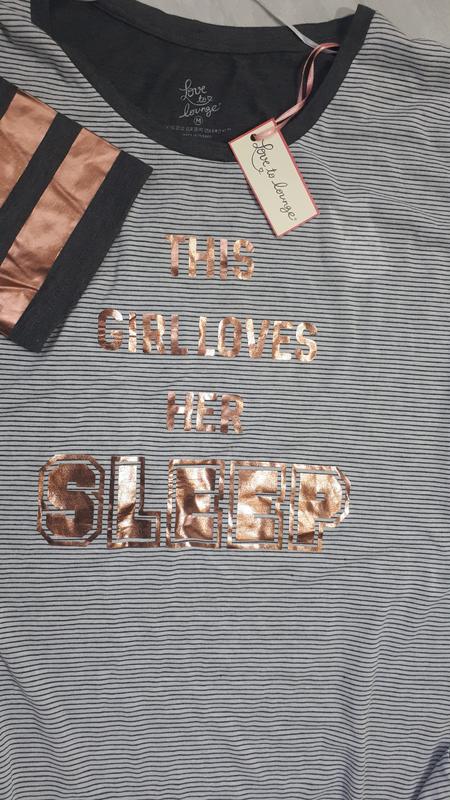 Love
to
lounge
M
Love to lounge
THIS
GIRL LOVES
HER
SLEEP